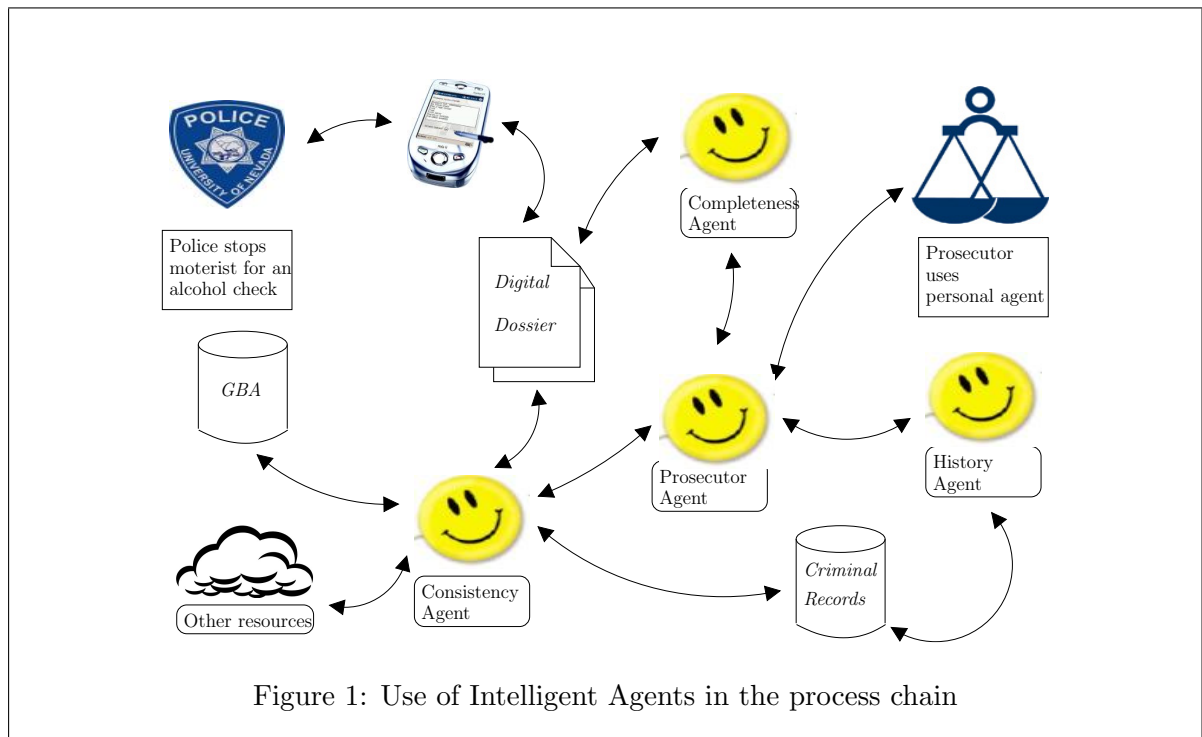 POLICE
UNIVERSITY OF NEVADA
Completeness
Agent
Police stops
moterist for an
alcohol check
Digital
Dossier
Prosecutor
uses
personal agent
GBA
Prosecutor
Agent
History
Agent
Consistency
Agent
Criminal
Records
Other resources
Figure 1: Use of Intelligent Agents in the process chain